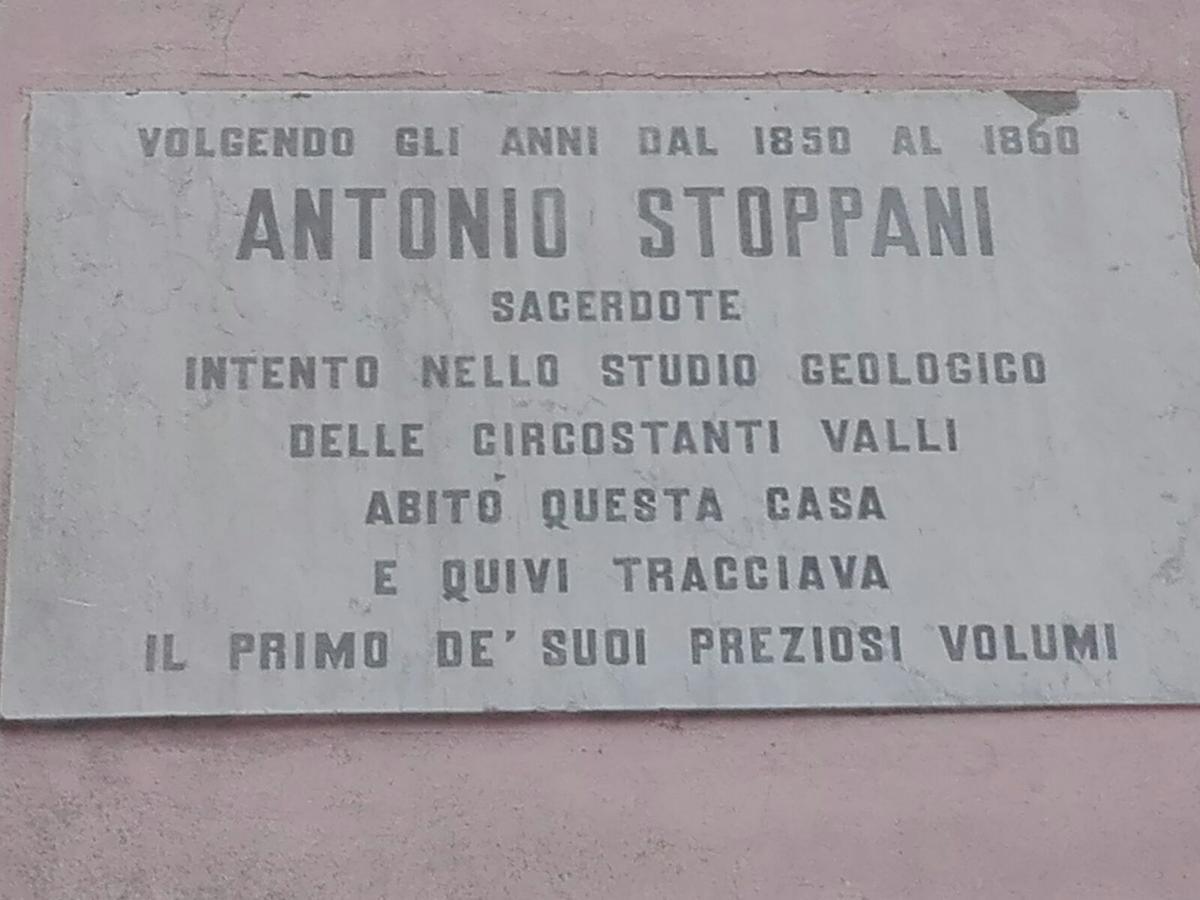 VOLGENDO GLI ANNI DAL 1850 AL 1860
ANTONIO STOPPANI
SACERDOTE
INTENTO NELLO STUDIO GEOLOGICO
DELLE CIRCOSTANTI VALLI
ABITÒ QUESTA CASA
E QUIVI TRACCIAVA
IL PRIMO DE' SUOI PREZIOSI VOLUMI